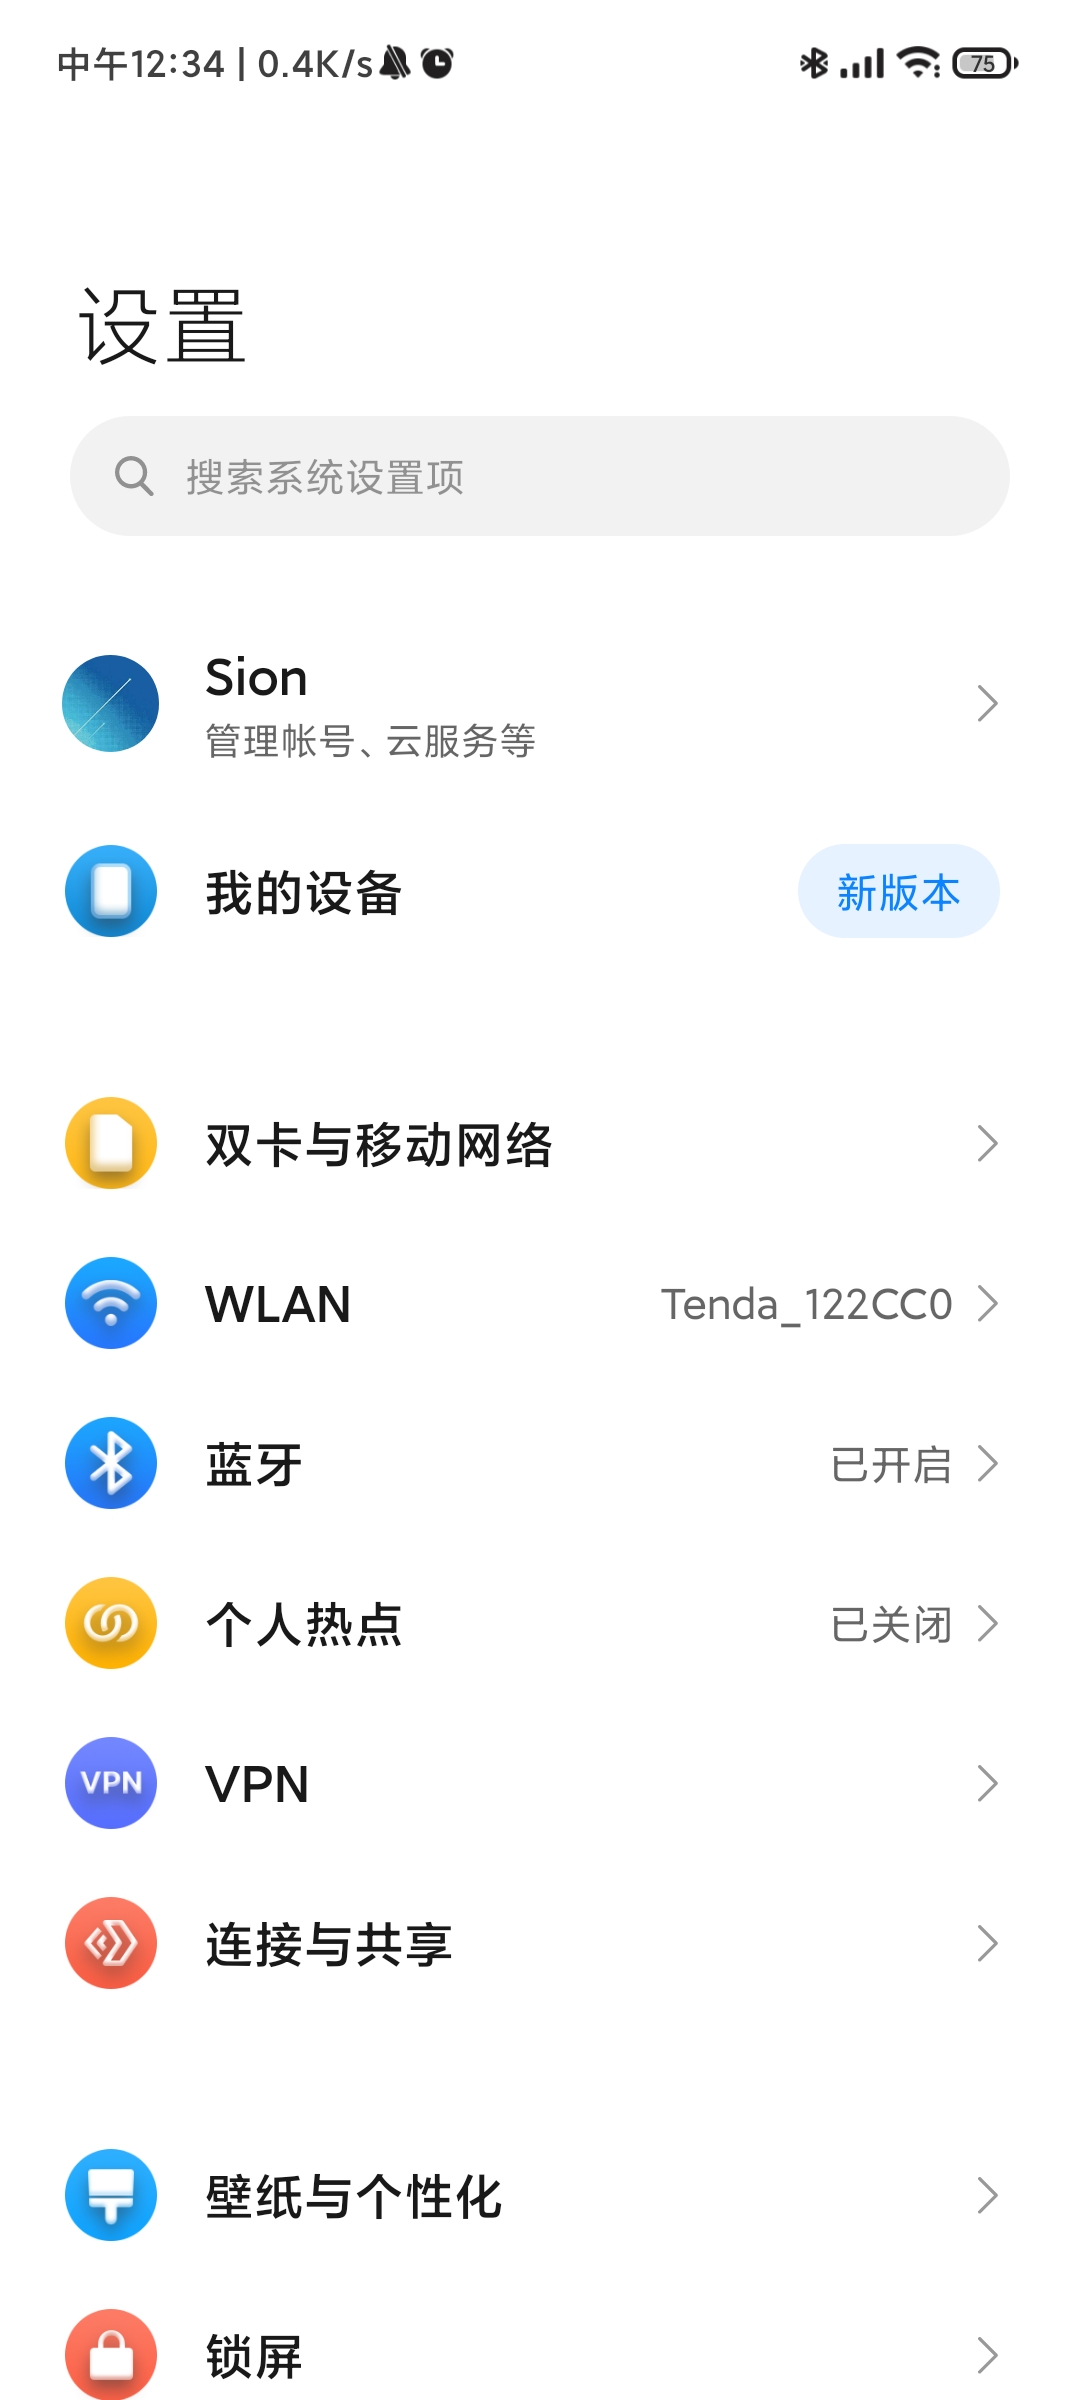 中午12:34 | 0.4K/s
75
设置
搜索系统设置项
Sion
管理帐号、云服务等
我的设备
新版本
双卡与移动网络
WLAN
Tenda_122CC0
蓝牙
已开启
个人热点
已关闭
VPN
VPN
连接与共享
壁纸与个性化
锁屏